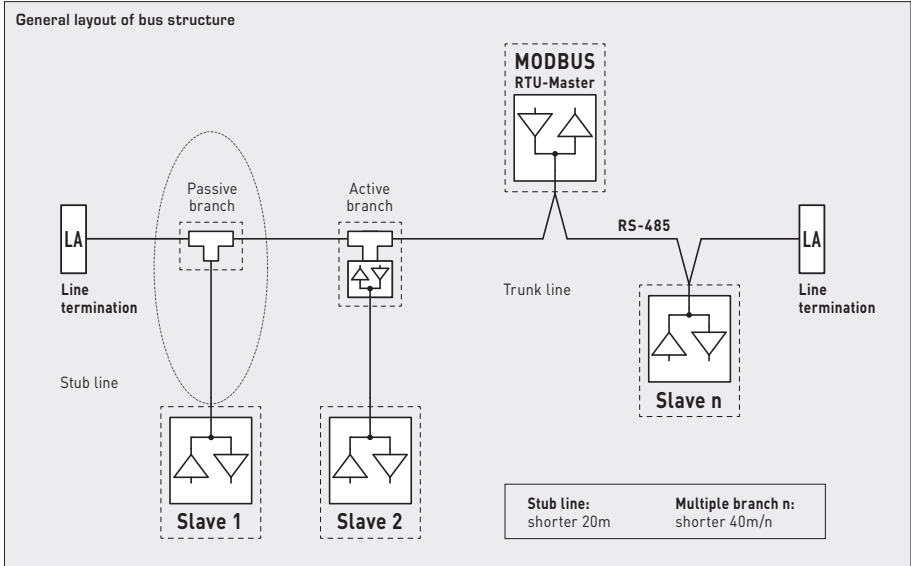 General layout of bus structure
MODBUS
RTU-Master
Passive
branch
Active
branch
LA
RS-485
LA
Line
termination
Trunk line
Line
termination
Stub line
Slave n
Slave 1
Slave 2
Stub line:
shorter 20m
Multiple branch n:
shorter 40m/n